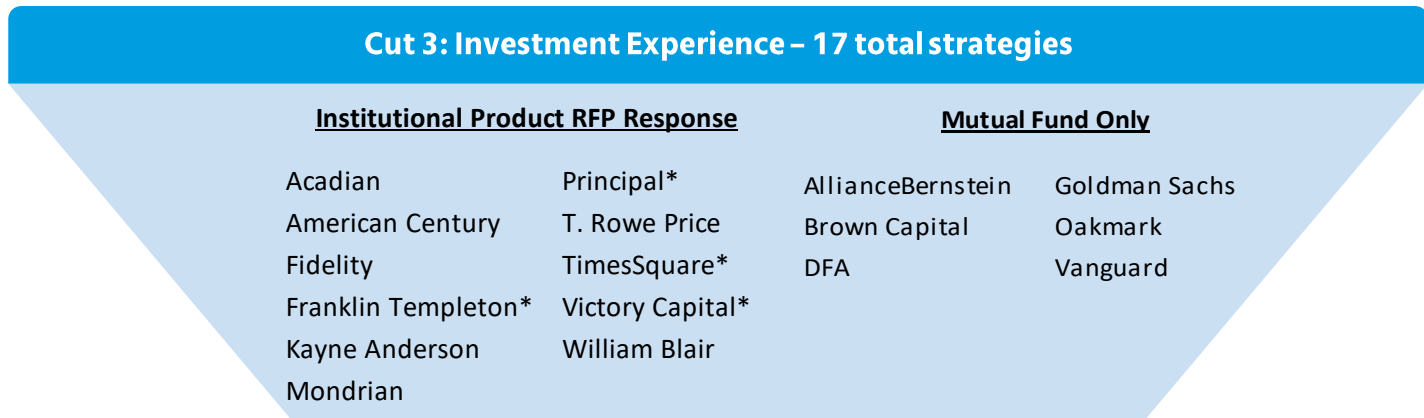 Cut 3: Investment Experience – 17 total strategies
Institutional Product RFP Response
Acadian
American Century
Fidelity
Franklin Templeton*
Kayne Anderson
Mondrian
Principal*
T. Rowe Price
TimesSquare*
Victory Capital*
William Blair
Mutual Fund Only
AllianceBernstein
Brown Capital
DFA
Goldman Sachs
Oakmark
Vanguard